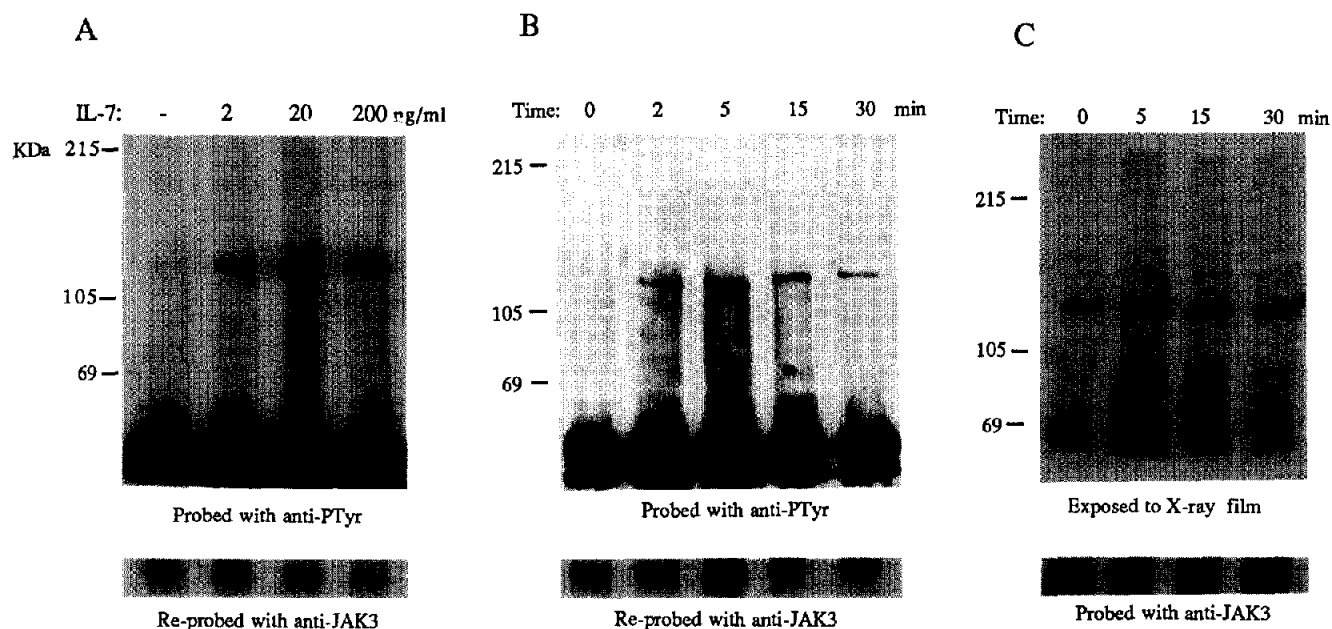 A
IL-7: - 2 20 200 ng/ml
KDa 215
105
69
Probed with anti-PTyr
Re-probed with anti-JAK3
B
Time: 0 2 5 15 30 min
215
105
69
Probed with anti-PTyr
Re-probed with anti-JAK3
C
Time: 0 5 15 30 min
215
105
69
Exposed to X-ray film
Probed with anti-JAK3